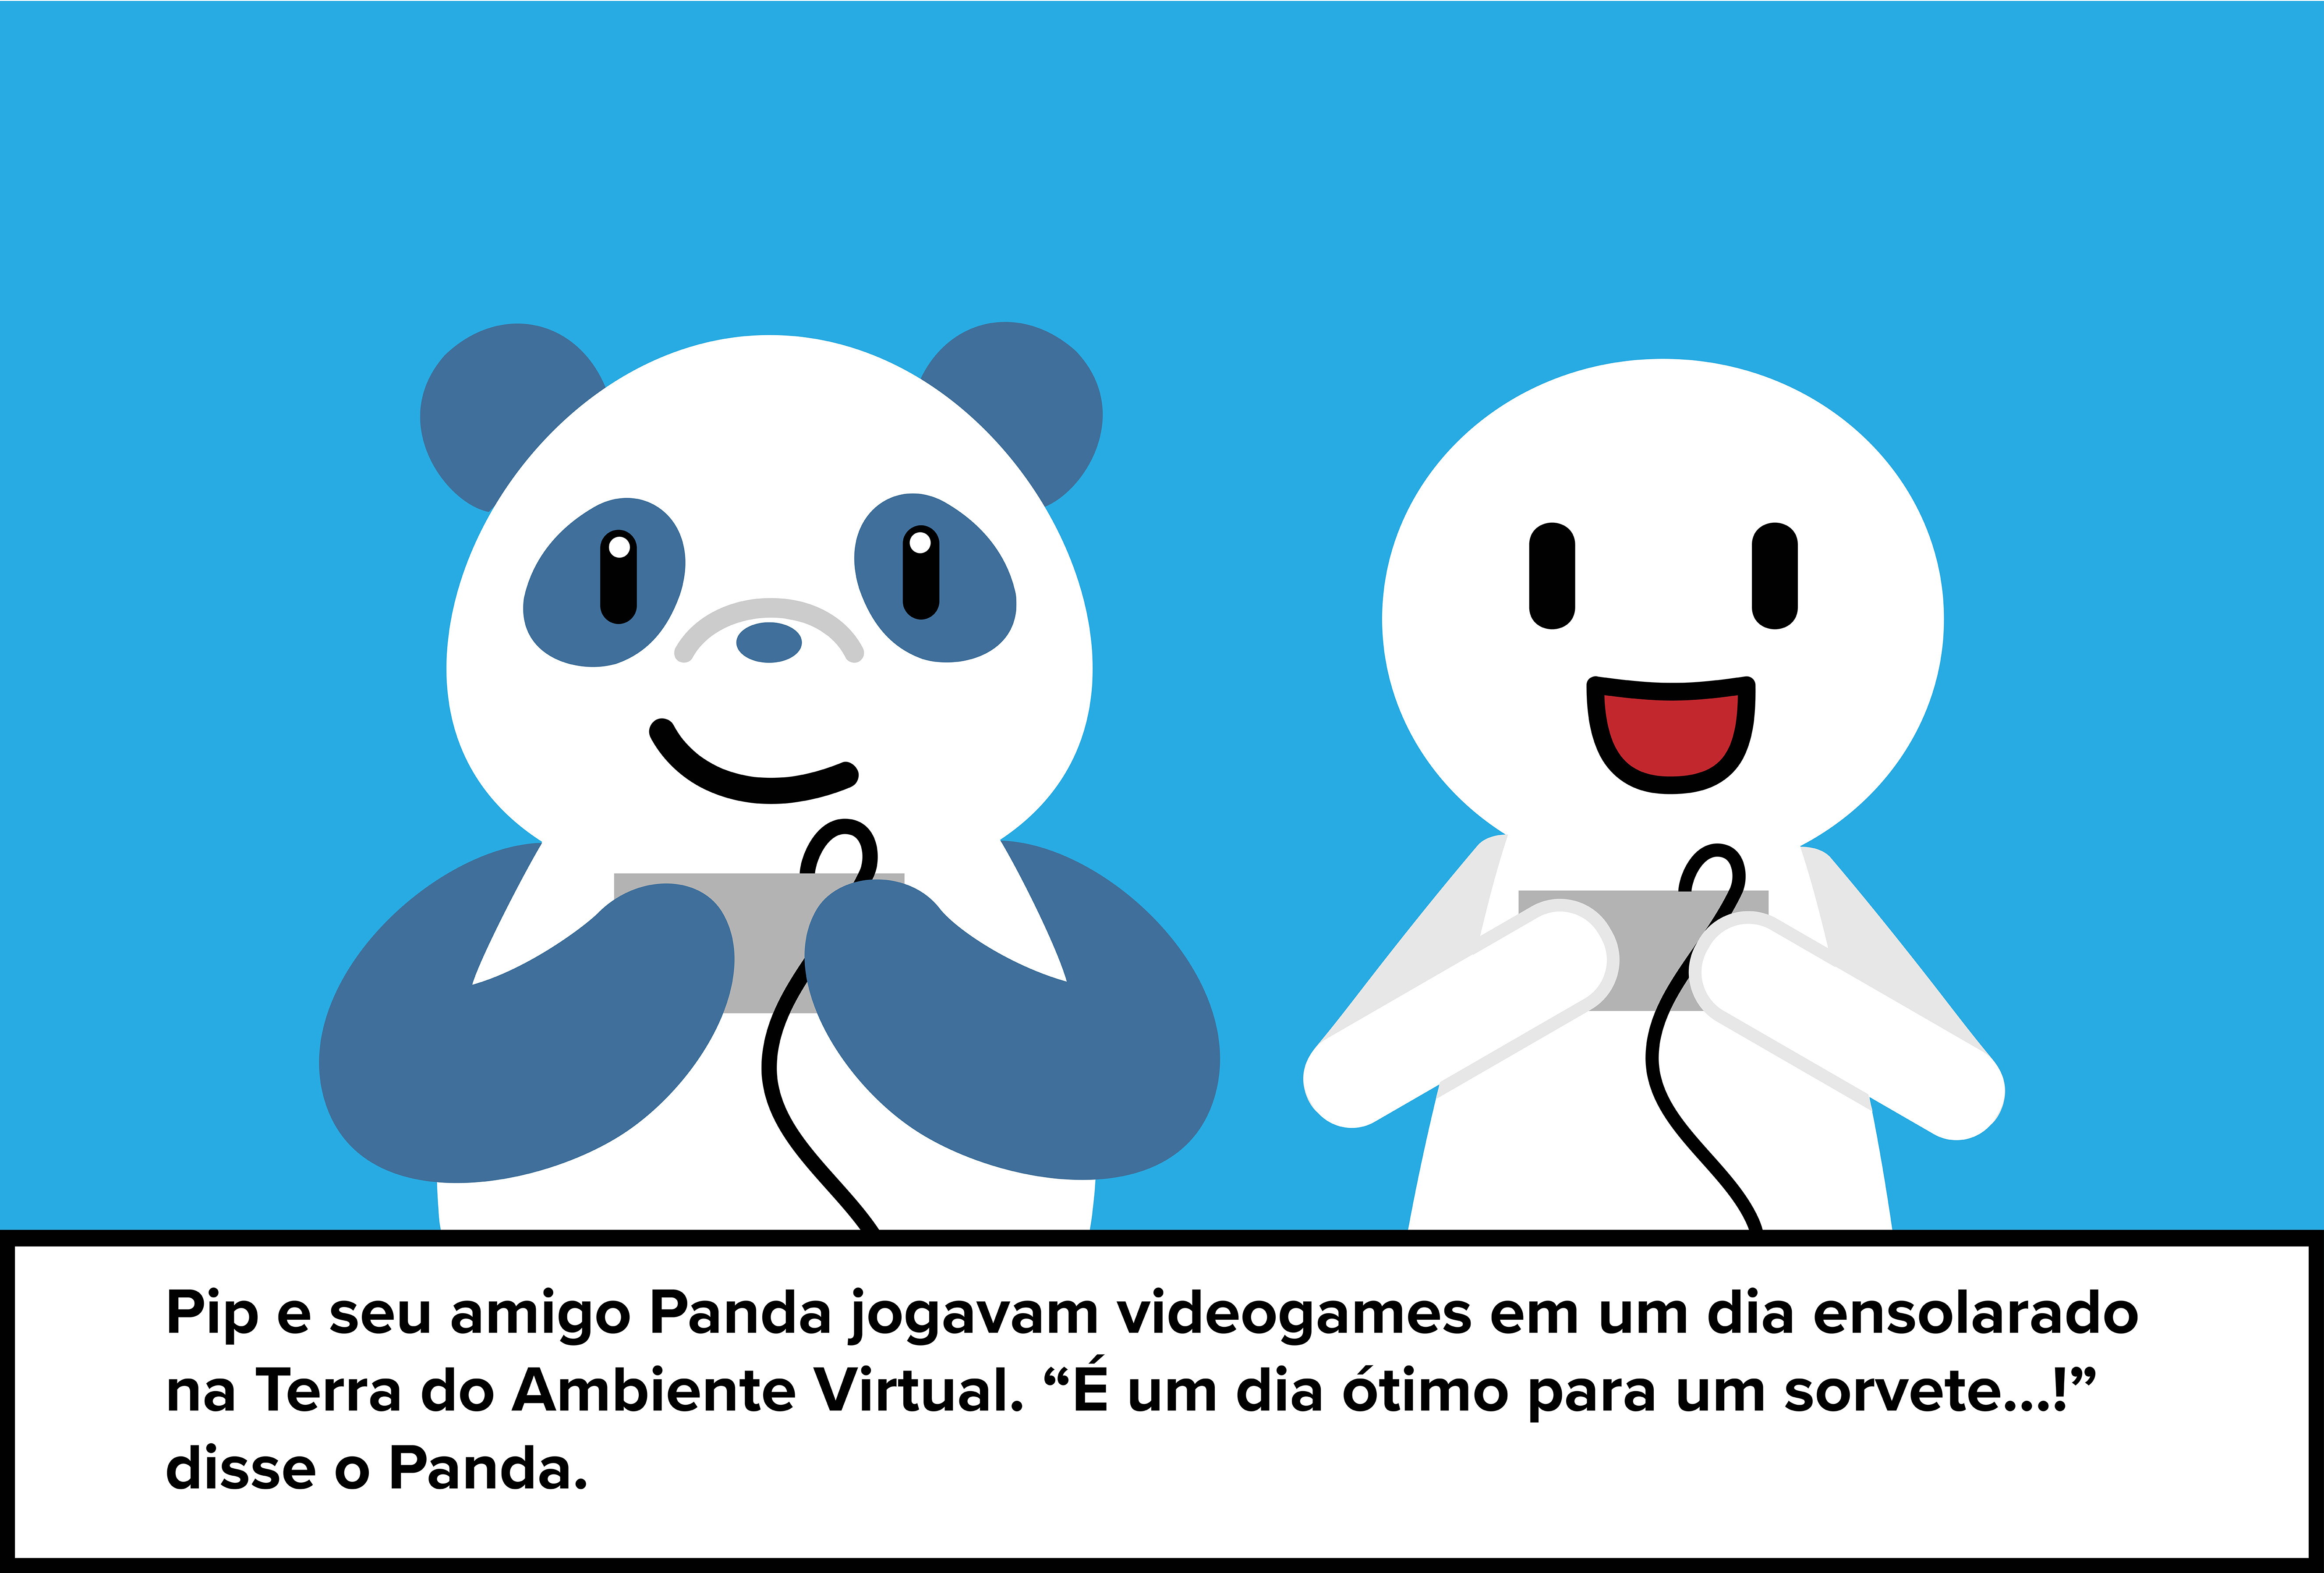 Pip e seu amigo Panda jogavam videogames em um dia ensolarado
na Terra do Ambiente Virtual. “É um dia ótimo para um sorvete...!”
disse o Panda.